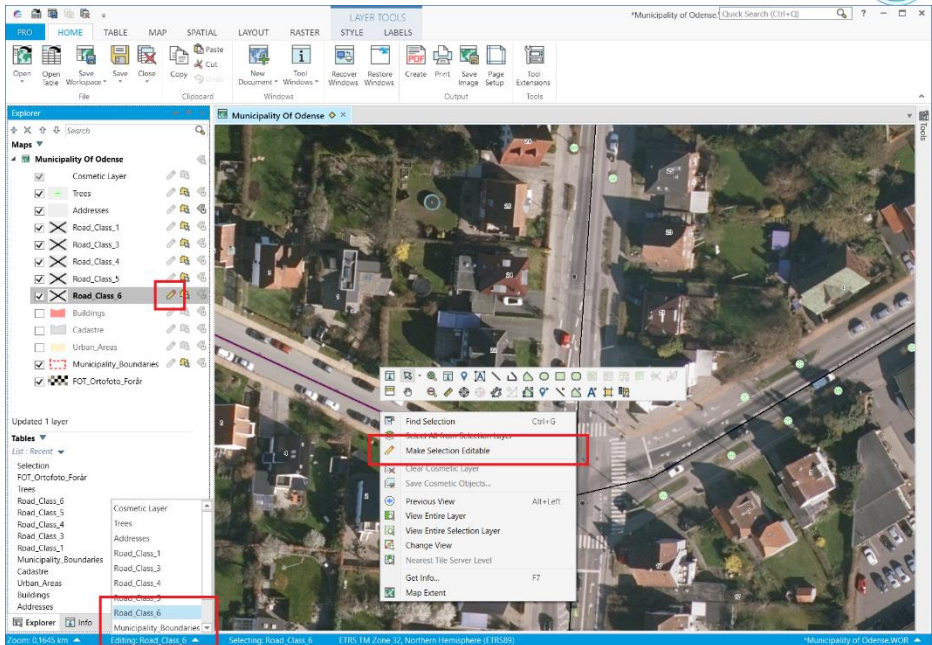 LAYER TOOLS
*Municipality of Odense.
Quick Search (Ctrl+Q)
PRO HOME TABLE MAP SPATIAL LAYOUT RASTER STYLE LABELS
Open
Open Table
Save Workspace
Save
Close
Copy
Paste
Cut
Undo
New Document
Tool Windows
Recover Windows
Restore Windows
Create
PDF
Print
Save Image
Page Setup
Tool Extensions
File
Clipboard
Windows
Output
Tools
Explorer
Municipality Of Odense
Tools
Search
Maps
Municipality Of Odense
Cosmetic Layer
Trees
Addresses
Road_Class_1
Road_Class_3
Road_Class_4
Road_Class_5
Road_Class_6
Buildings
Cadastre
Urban_Areas
Municipality_Boundaries
FOT_Ortofoto_Forår
Updated 1 layer
Tables
List : Recent
Selection
FOT_Ortofoto_Forår
Trees
Road_Class_6
Road_Class_5
Road_Class_4
Road_Class_3
Road_Class_1
Municipality_Boundaries
Cadastre
Urban_Areas
Buildings
Addresses
Cosmetic Layer
Trees
Addresses
Road_Class_1
Road_Class_3
Road_Class_4
Road_Class_5
Road_Class_6
Municipality_Boundaries
Find Selection Ctrl+G
Select All from Selection Layer
Make Selection Editable
Clear Cosmetic Layer
Save Cosmetic Objects...
Previous View Alt+Left
View Entire Layer
View Entire Selection Layer
Change View
Nearest Tile Server Level
Get Info... F7
Map Extent
Explorer Info
Zoom: 0,1645 km
Editing: Road_Class_6
Selecting: Road_Class_6
ETRS TM Zone 32, Northern Hemisphere (ETRS89)
*Municipality of Odense.WOR